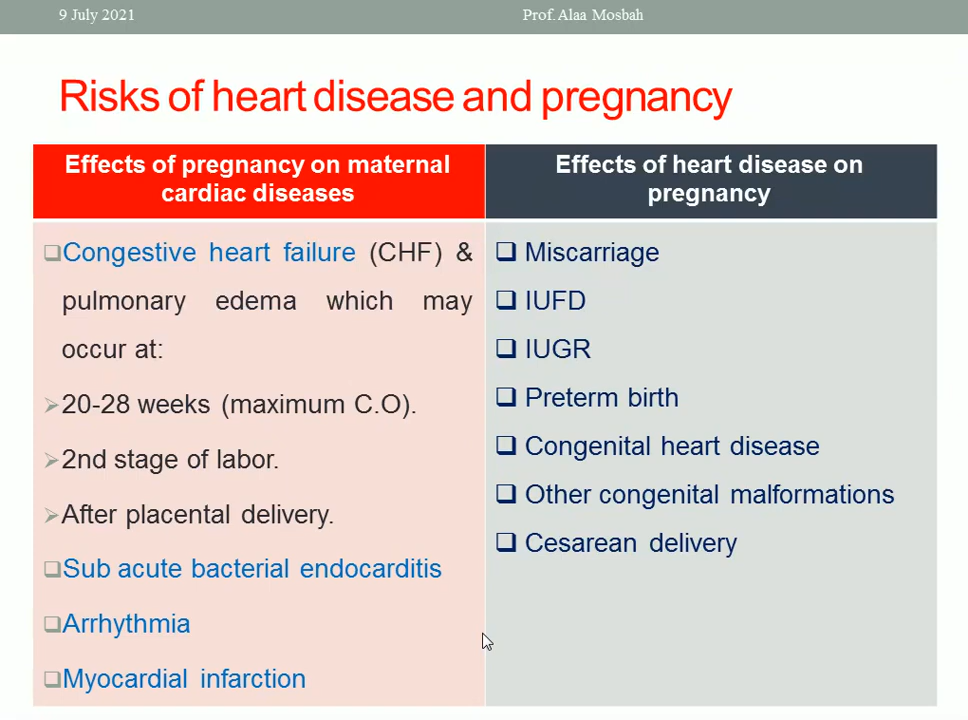 9 July 2021
Prof. Alaa Mosbah
Risks of heart disease and pregnancy
Effects of pregnancy on maternal
cardiac diseases
Congestive heart failure (CHF) &
pulmonary edema which may
occur at:
20-28 weeks (maximum C.O).
2nd stage of labor.
After placental delivery.
Sub acute bacterial endocarditis
Arrhythmia
Myocardial infarction
Effects of heart disease on
pregnancy
Miscarriage
IUFD
IUGR
Preterm birth
Congenital heart disease
Other congenital malformations
Cesarean delivery